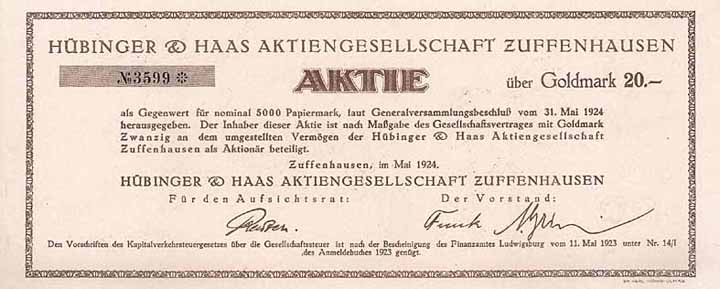 HÜBINGER & HAAS AKTIENGESELLSCHAFT ZUFFENHAUSEN
№ 3599 ※
AKTIE über Goldmark 20.–
als Gegenwert für nominal 5000 Papiermark, laut Generalversammlungsbeschluß vom 31. Mai 1924
herausgegeben. Der Inhaber dieser Aktie ist nach Maßgabe des Gesellschaftsvertrages mit Goldmark
Zwanzig an dem umgestellten Vermögen der Hübinger & Haas Aktiengesellschaft
Zuffenhausen als Aktionär beteiligt.
Zuffenhausen, im Mai 1924.
HÜBINGER & HAAS AKTIENGESELLSCHAFT ZUFFENHAUSEN
Für den Aufsichtsrat: Der Vorstand:
Frank
Den Vorschriften des Kapitalverkehrsteuergesetzes über die Gesellschaftsteuer ist nach der Bescheinigung des Finanzamtes Ludwigsburg vom 11. Mai 1923 unter Nr. 14/I
des Anmeldebuches 1923 genügt.